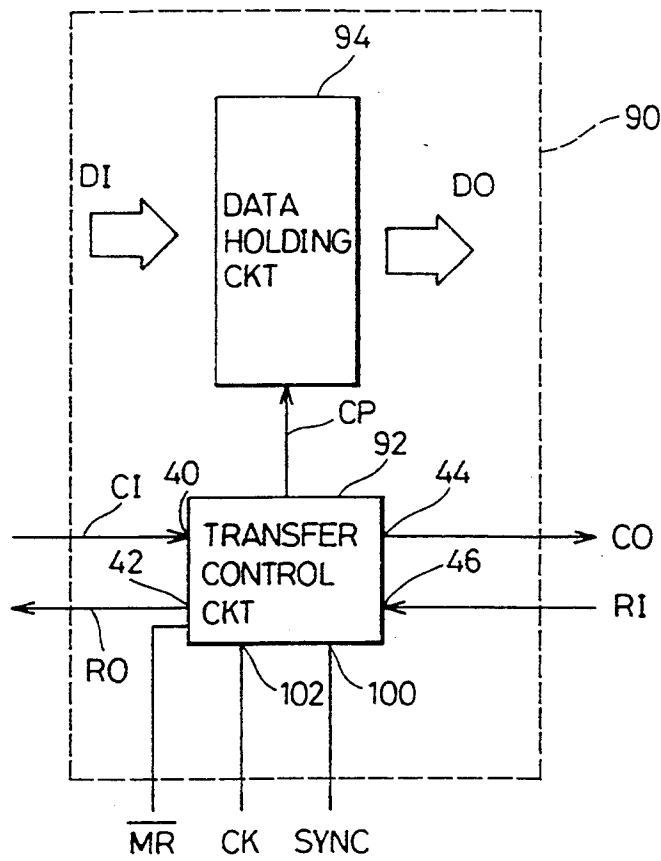 94
90
DI
DO
DATA
HOLDING
CKT
CP
92
CI
40
44
TRANSFER
CO
42
CONTROL
46
CKT
RI
RO
102
100
M̅R̅
CK
SYNC